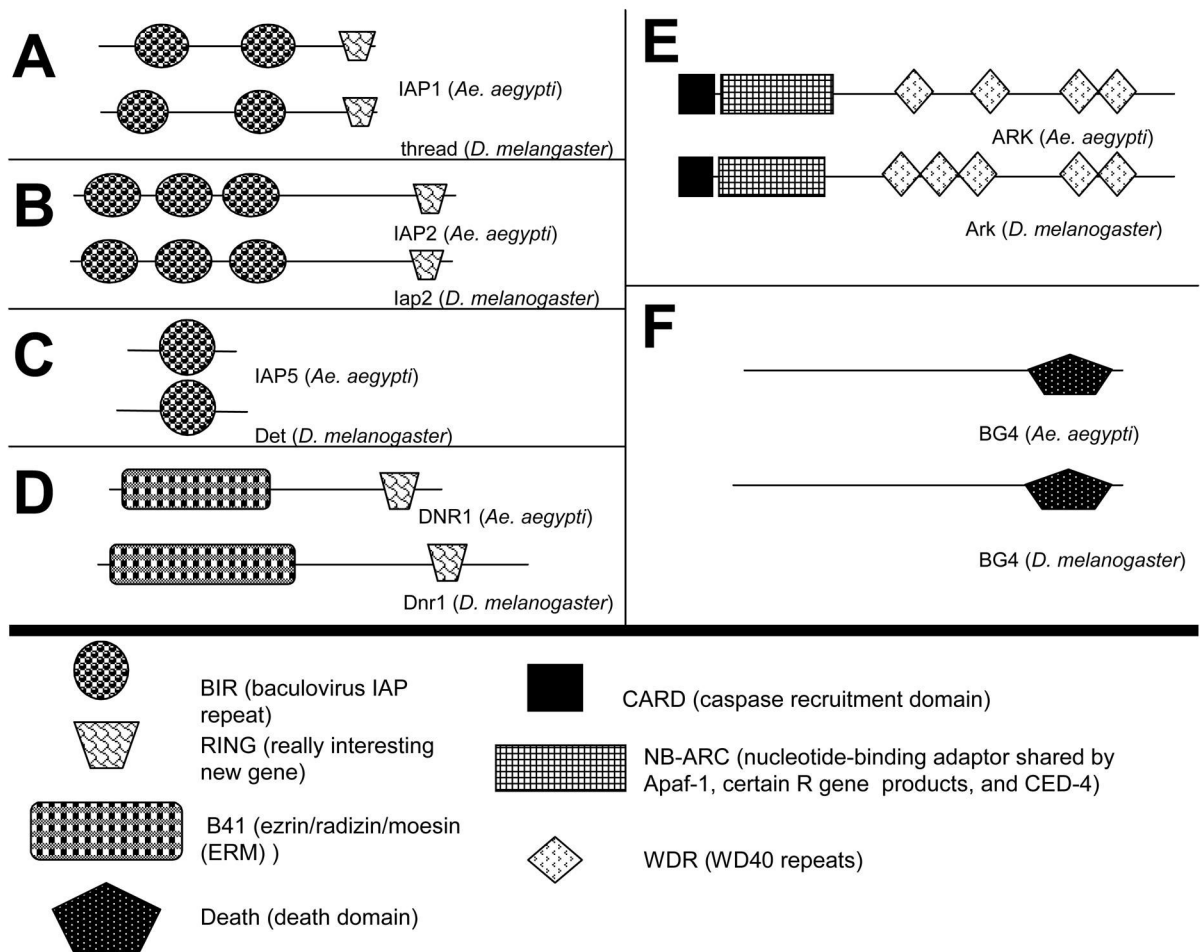 A
IAP1 (Ae. aegypti)
thread (D. melangaster)
B
IAP2 (Ae. aegypti)
Iap2 (D. melanogaster)
C
IAP5 (Ae. aegypti)
Det (D. melanogaster)
D
DNR1 (Ae. aegypti)
Dnr1 (D. melanogaster)
E
ARK (Ae. aegypti)
Ark (D. melanogaster)
F
BG4 (Ae. aegypti)
BG4 (D. melanogaster)
BIR (baculovirus IAP
repeat)
RING (really interesting
new gene)
B41 (ezrin/radizin/moesin
(ERM) )
Death (death domain)
CARD (caspase recruitment domain)
NB-ARC (nucleotide-binding adaptor shared by
Apaf-1, certain R gene products, and CED-4)
WDR (WD40 repeats)